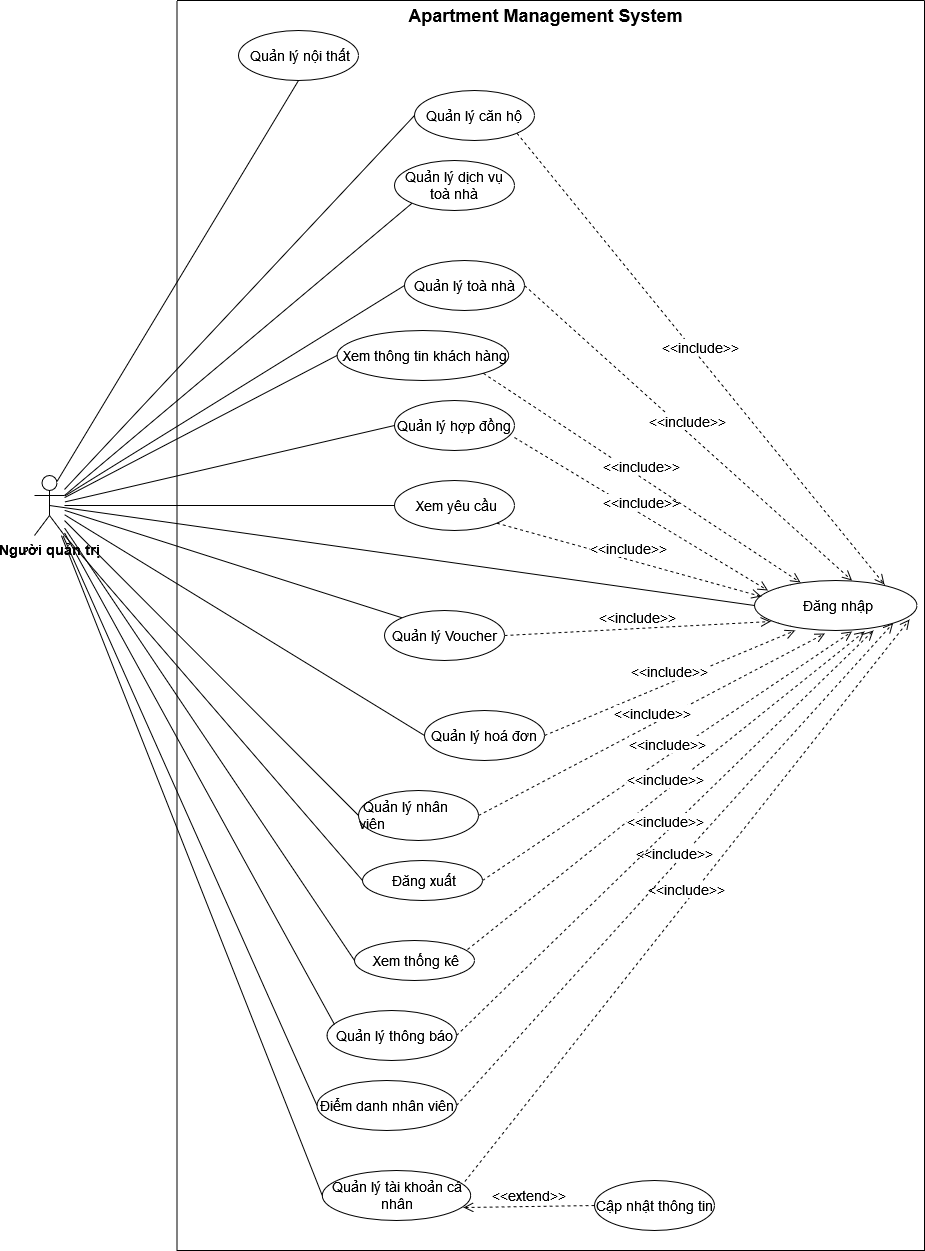 Apartment Management System
Quản lý nội thất
Quản lý căn hộ
Quản lý dịch vụ
toà nhà
Quản lý toà nhà
<<include>>
Xem thông tin khách hàng
<<include>>
Quản lý hợp đồng
<<include>>
Xem yêu cầu
<<include>>
<<include>>
Người quản trị
Đăng nhập
<<include>>
Quản lý Voucher
<<include>>
Quản lý hoá đơn
<<include>>
<<include>>
Quản lý nhân
viên
<<include>>
<<include>>
<<include>>
Đăng xuất
<<include>>
Xem thống kê
Quản lý thông báo
Điểm danh nhân viên
Quản lý tài khoản cá
nhân
<<extend>>
Cập nhật thông tin